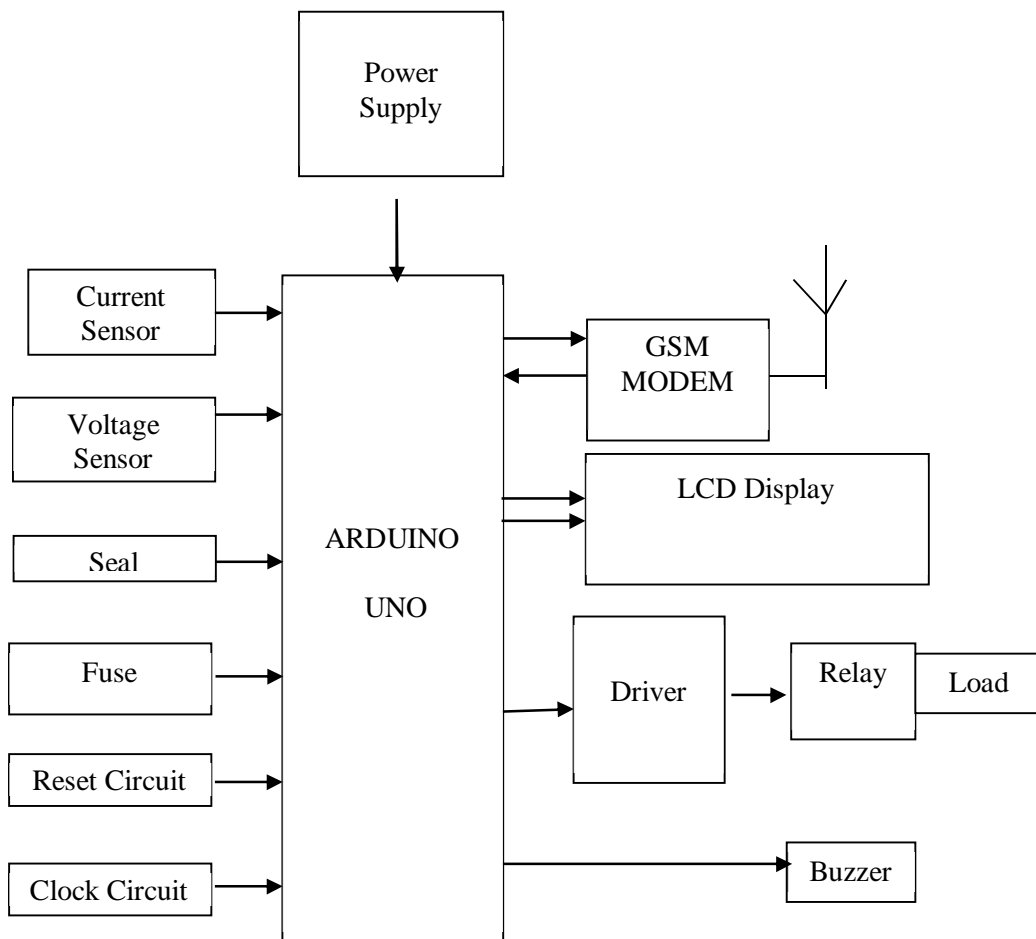 Power
Supply
Current
Sensor
GSM
MODEM
Voltage
Sensor
LCD Display
ARDUINO
UNO
Seal
Fuse
Driver
Relay
Load
Reset Circuit
Clock Circuit
Buzzer